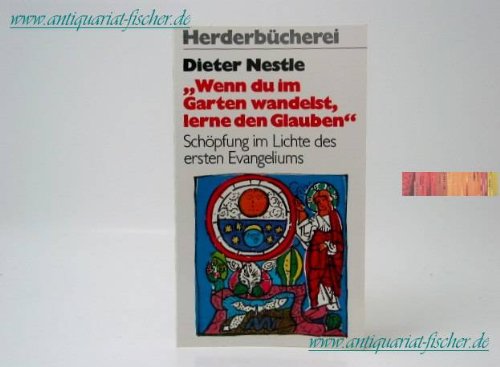 www.antiquariat-fischer.de
Herderbücherei
Dieter Nestle
„Wenn du im
Garten wandelst,
lerne den Glauben“
Schöpfung im Lichte des
ersten Evangeliums
www.antiquariat-fischer.de